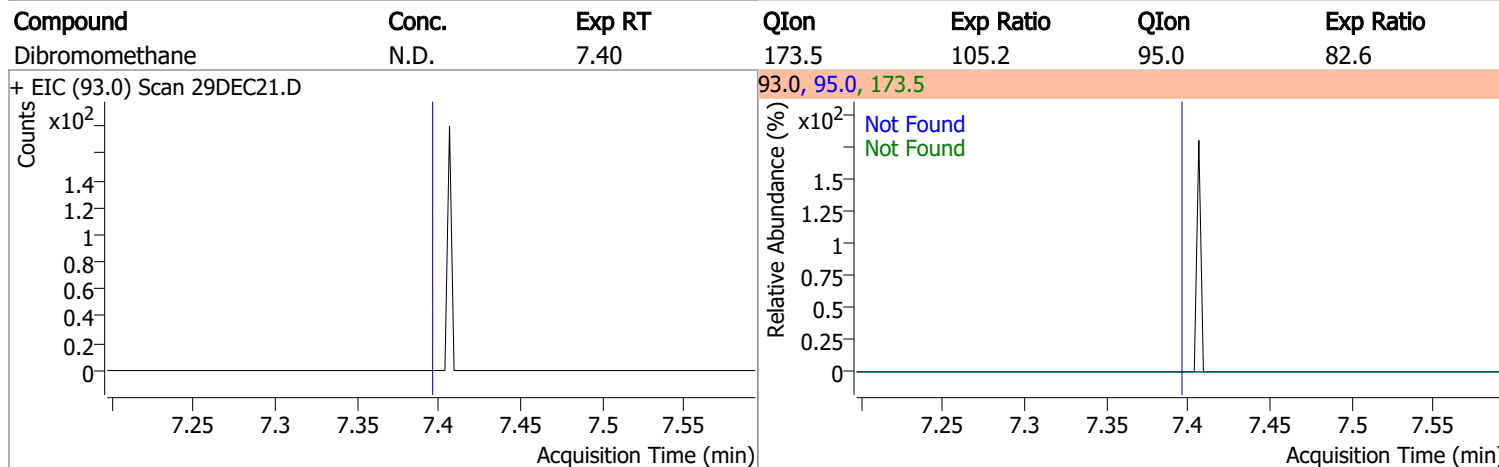 Compound Conc. Exp RT QIon Exp Ratio QIon Exp Ratio
Dibromomethane N.D. 7.40 173.5 105.2 95.0 82.6
+ EIC (93.0) Scan 29DEC21.D
Counts
x10²
1.4
1.2
1
0.8
0.6
0.4
0.2
0
7.25 7.3 7.35 7.4 7.45 7.5 7.55
Acquisition Time (min)
93.0, 95.0, 173.5
Relative Abundance (%)
x10²
Not Found
Not Found
1.5
1.25
1
0.75
0.5
0.25
0
7.25 7.3 7.35 7.4 7.45 7.5 7.55
Acquisition Time (min)